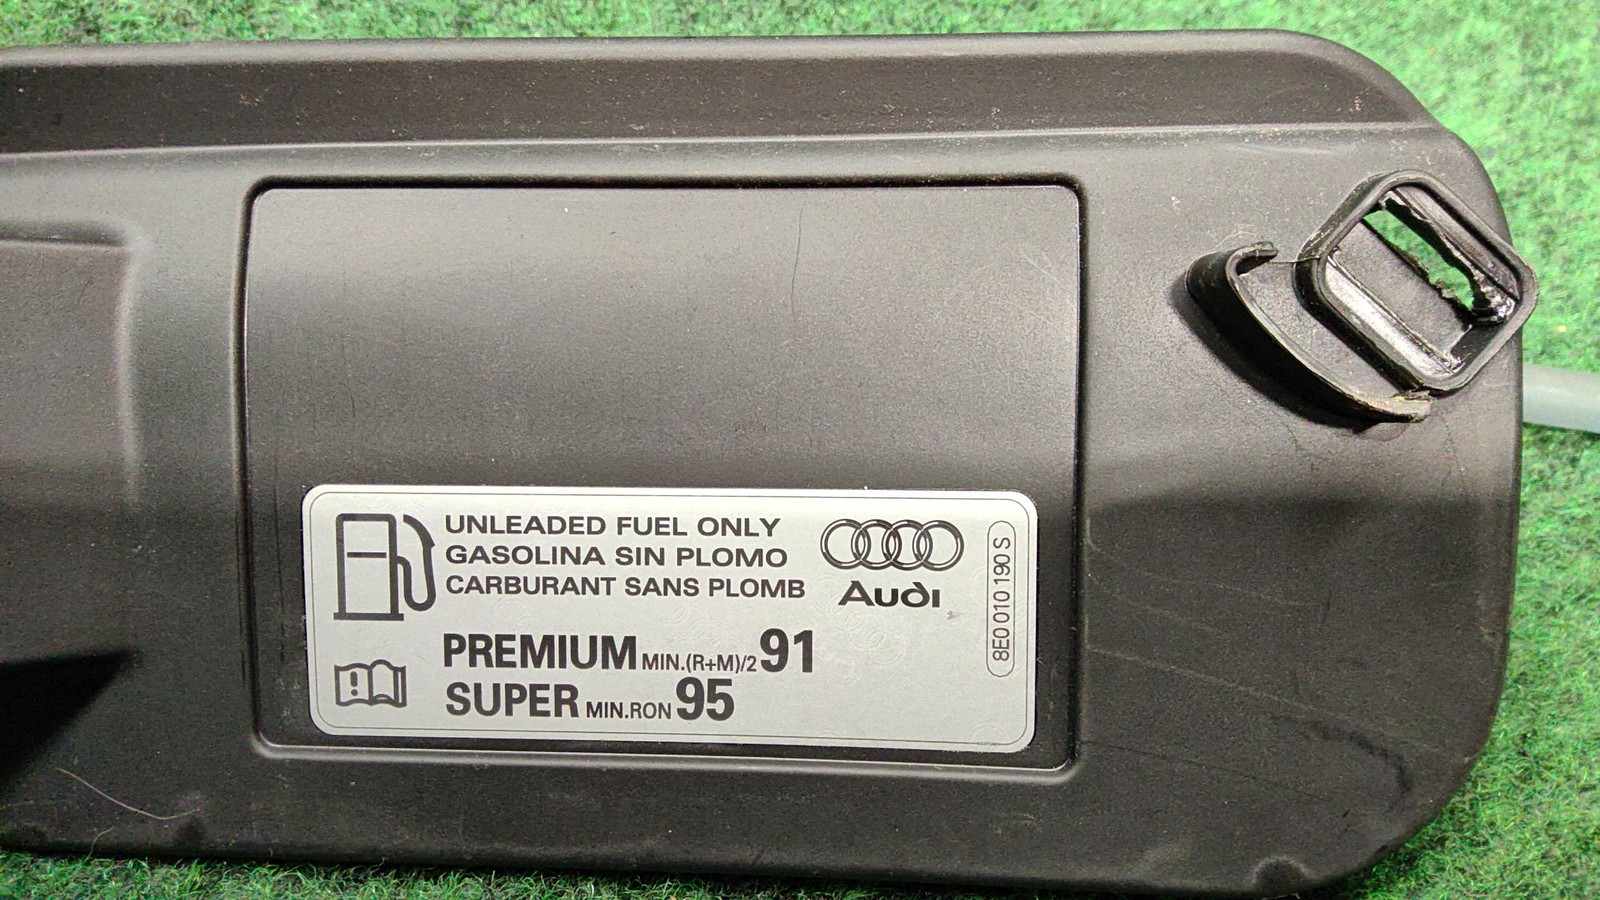 UNLEADED FUEL ONLY
GASOLINA SIN PLOMO
CARBURANT SANS PLOMB
Audi
PREMIUM MIN.(R+M)/2 91
SUPER MIN.RON 95
8E0 010 190 S